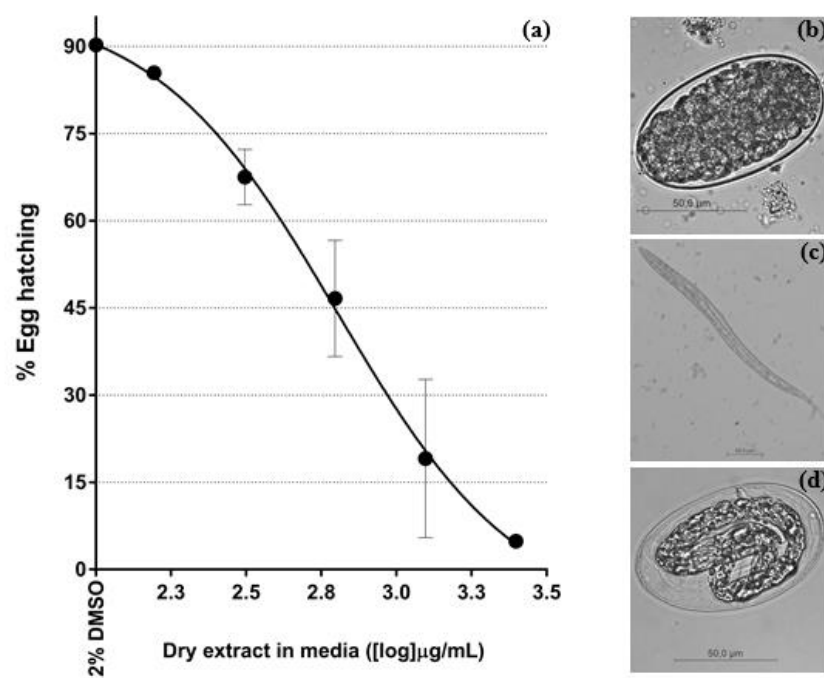 (a)
% Egg hatching
90
75
60
45
30
15
0
2% DMSO
2.3
2.5
2.8
3.0
3.3
3.5
Dry extract in media ([log]µg/mL)
(b)
50,6 µm
(c)
(d)
50,0 µm